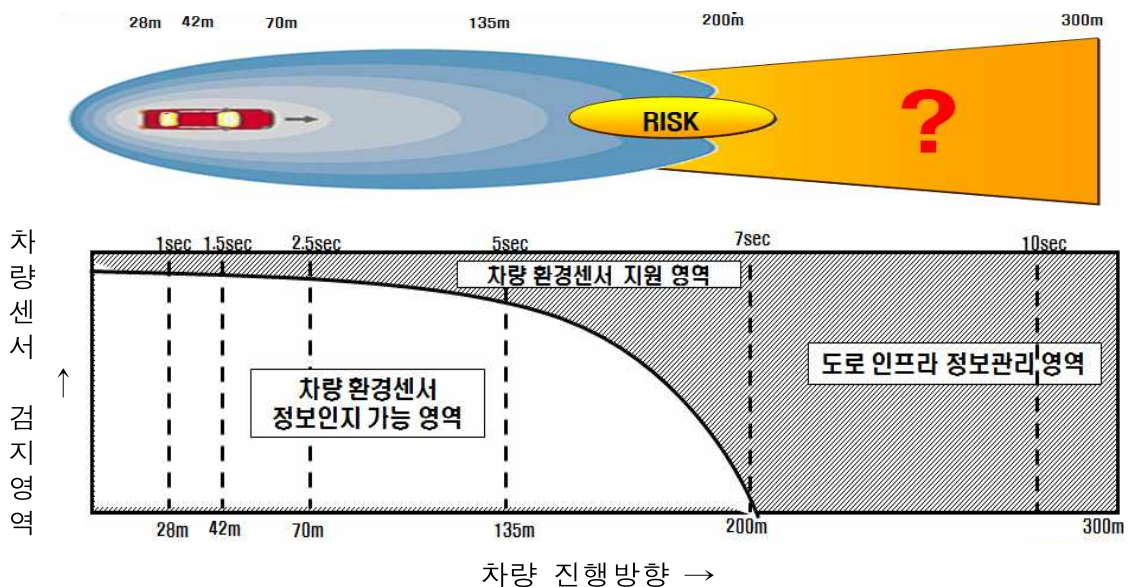 28m 42m 70m 135m 200m 300m
RISK
?
차량센서 검지영역 →
1sec 1.5sec 2.5sec 5sec 7sec 10sec
차량 환경센서 지원 영역
도로 인프라 정보관리 영역
차량 환경센서
정보인지 가능 영역
28m 42m 70m 135m 200m 300m
차량 진행방향 →